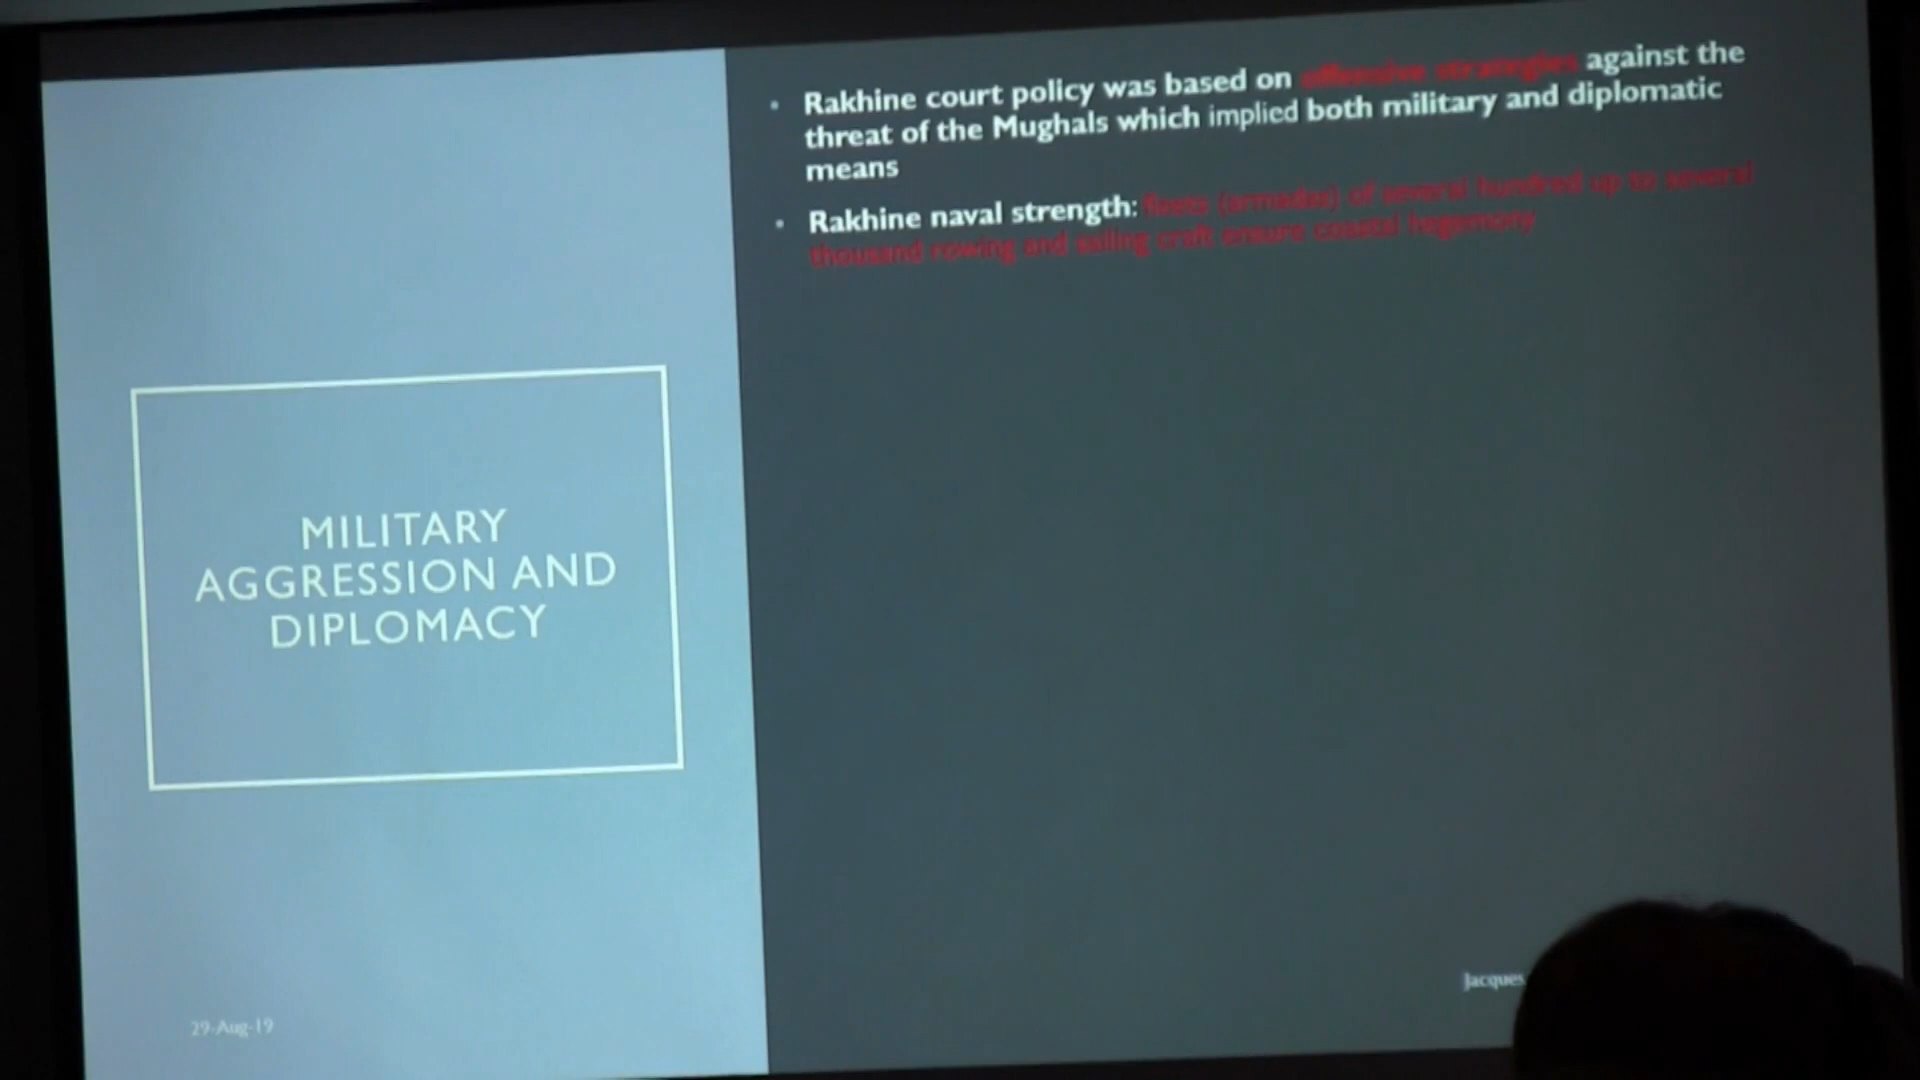 MILITARY
AGGRESSION AND
DIPLOMACY
29-Aug-19
• Rakhine court policy was based on offensive strategies against the
threat of the Mughals which implied both military and diplomatic
means
• Rakhine naval strength: fleets (armadas) of several hundred up to several
thousand rowing and sailing craft ensure coastal hegemony
Jacques